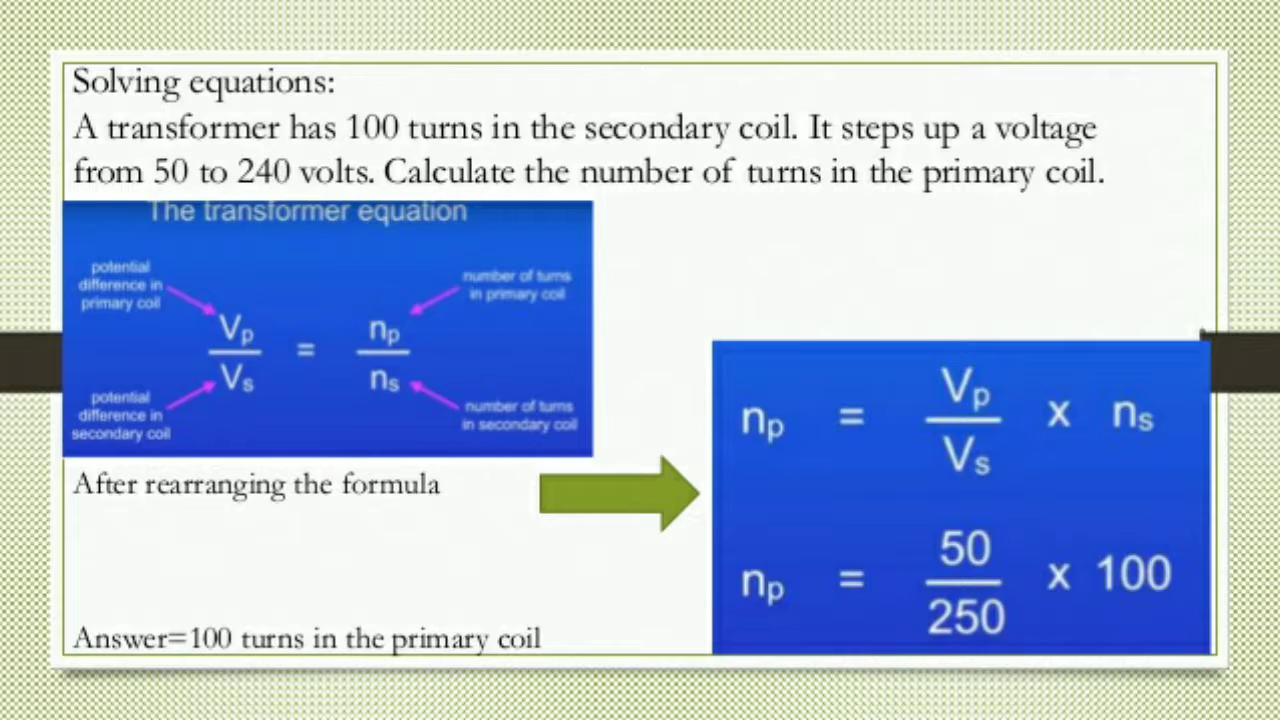 Solving equations:
A transformer has 100 turns in the secondary coil. It steps up a voltage
from 50 to 240 volts. Calculate the number of turns in the primary coil.
The transformer equation
potential
difference in
primary coil
number of turns
in primary coil
Vp
np
=
Vs
ns
potential
difference in
secondary coil
number of turns
in secondary coil
After rearranging the formula
np = Vp / Vs x ns
np = 50 / 250 x 100
Answer=100 turns in the primary coil